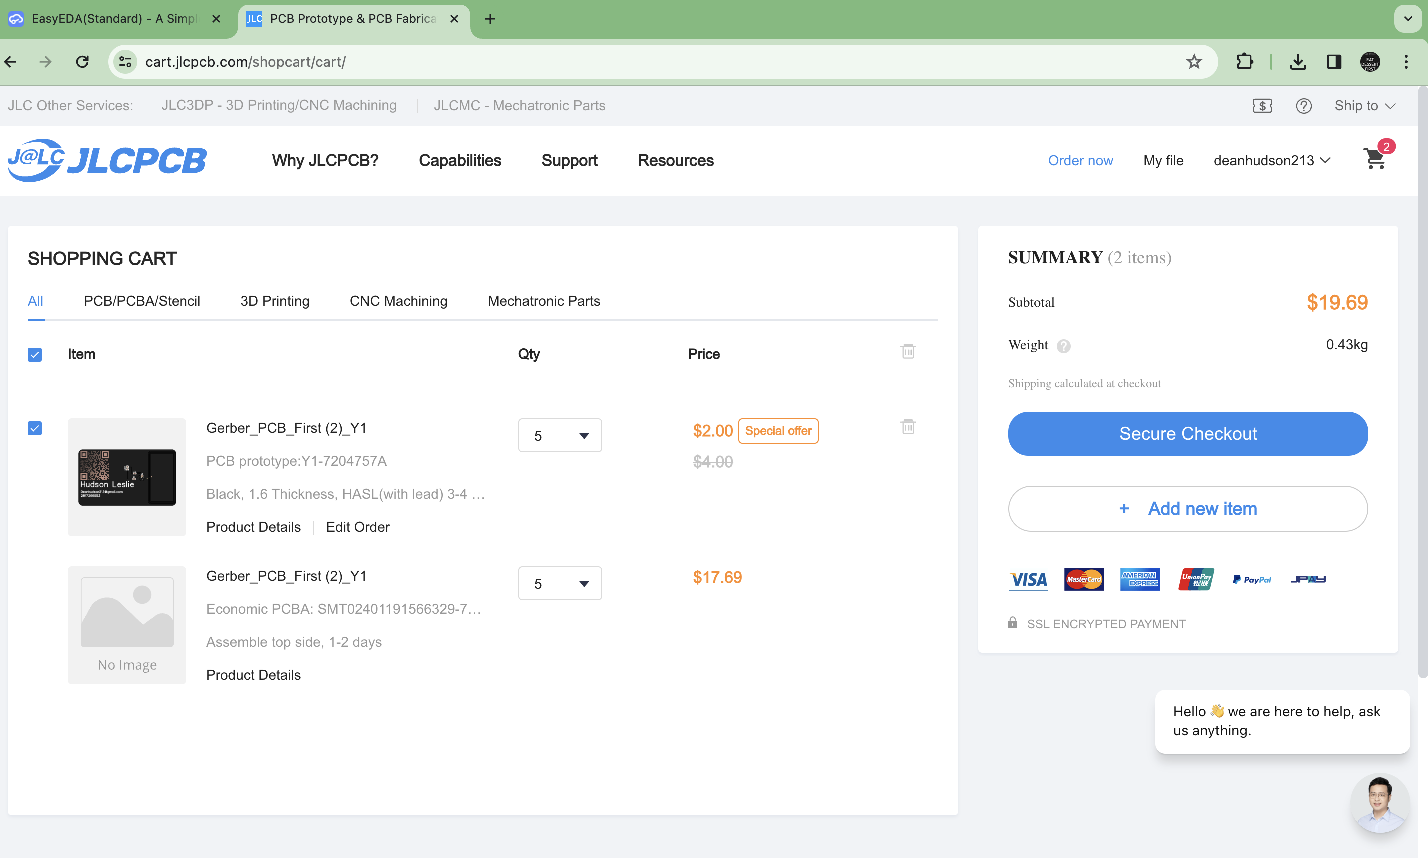 EasyEDA(Standard) - A Simpl
PCB Prototype & PCB Fabrica
cart.jlcpcb.com/shopcart/cart/
JLC Other Services: JLC3DP - 3D Printing/CNC Machining JLCMC - Mechatronic Parts Ship to
J@LC JLCPCB Why JLCPCB? Capabilities Support Resources Order now My file deanhudson213 2
SHOPPING CART
All PCB/PCBA/Stencil 3D Printing CNC Machining Mechatronic Parts
Item Qty Price
Gerber_PCB_First (2)_Y1 5 $2.00 Special offer
PCB prototype:Y1-7204757A $4.00
Black, 1.6 Thickness, HASL(with lead) 3-4 ...
Product Details Edit Order
Hudson Leslie
Gerber_PCB_First (2)_Y1 5 $17.69
Economic PCBA: SMT02401191566329-7...
Assemble top side, 1-2 days
No Image
Product Details
SUMMARY (2 items)
Subtotal $19.69
Weight ? 0.43kg
Shipping calculated at checkout
Secure Checkout
+ Add new item
VISA MasterCard AMERICAN EXPRESS UnionPay PayPal JPAY
SSL ENCRYPTED PAYMENT
Hello 👋 we are here to help, ask
us anything.